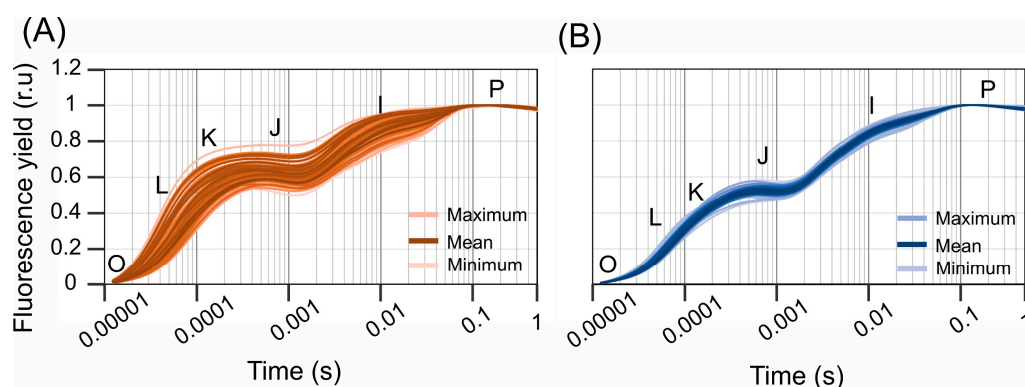 (A)
Fluorescence yield (r.u)
1.2
1
0.8
0.6
0.4
0.2
0
O
L
K
J
I
P
Maximum
Mean
Minimum
0.00001
0.0001
0.001
0.01
0.1
1
Time (s)
(B)
O
L
K
J
I
P
Maximum
Mean
Minimum
0.00001
0.0001
0.001
0.01
0.1
1
Time (s)